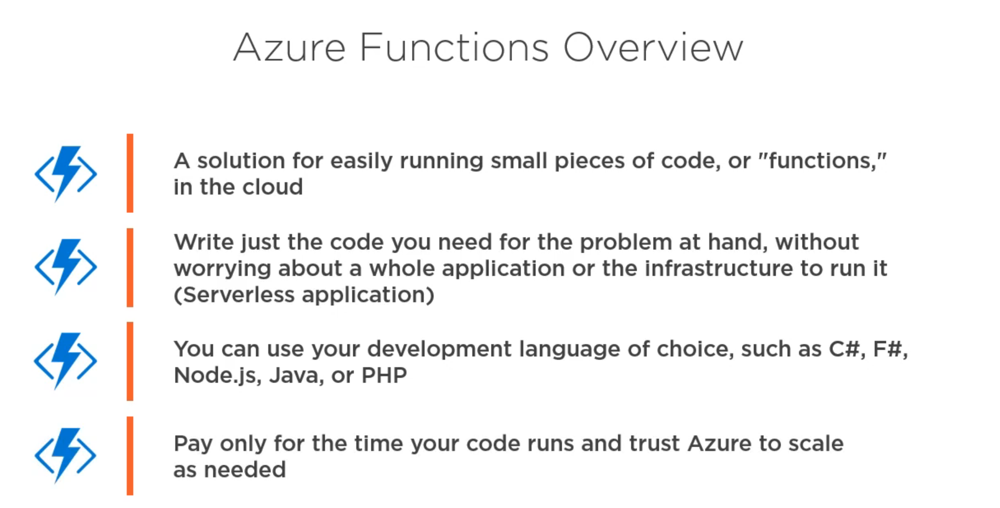 Azure Functions Overview
A solution for easily running small pieces of code, or "functions,"
in the cloud
Write just the code you need for the problem at hand, without
worrying about a whole application or the infrastructure to run it
(Serverless application)
You can use your development language of choice, such as C#, F#,
Node.js, Java, or PHP
Pay only for the time your code runs and trust Azure to scale
as needed